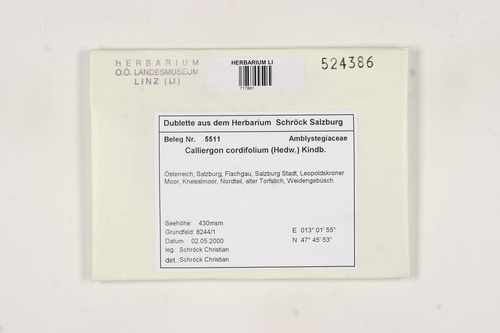 HERBARIUM
O.Ö. LANDESMUSEUM
LINZ (LI)
HERBARIUM LI
717861
524386
Dublette aus dem Herbarium Schröck Salzburg
Beleg Nr. 5511 Amblystegiaceae
Calliergon cordifolium (Hedw.) Kindb.
Österreich, Salzburg, Flachgau, Salzburg Stadt, Leopoldskroner
Moor, Kneisslmoor, Nordteil, alter Torfstich, Weidengebüsch.
Seehöhe: 430msm
Grundfeld: 8244/1 E 013° 01' 55"
Datum: 02.05.2000 N 47° 45' 53"
leg.: Schröck Christian
det.: Schröck Christian